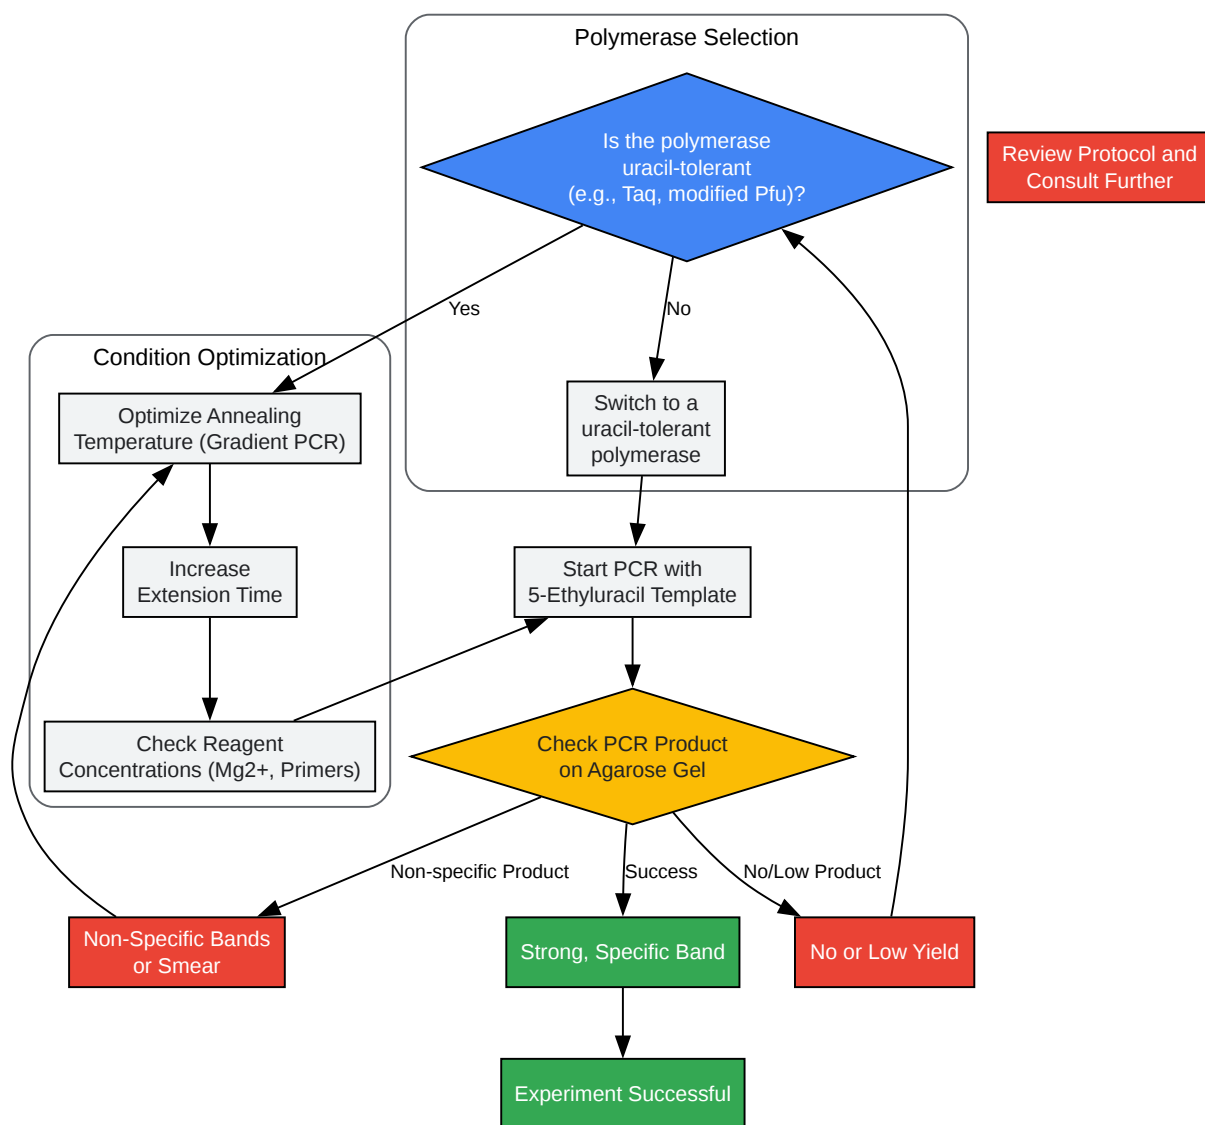 Polymerase Selection
Is the polymerase
uracil-tolerant
(e.g., Taq, modified Pfu)?
Review Protocol and
Consult Further
Yes
No
Condition Optimization
Optimize Annealing
Temperature (Gradient PCR)
Switch to a
uracil-tolerant
polymerase
Increase
Extension Time
Start PCR with
5-Ethyluracil Template
Check Reagent
Concentrations (Mg2+, Primers)
Check PCR Product
on Agarose Gel
Non-specific Product
Success
No/Low Product
Non-Specific Bands
or Smear
Strong, Specific Band
No or Low Yield
Experiment Successful